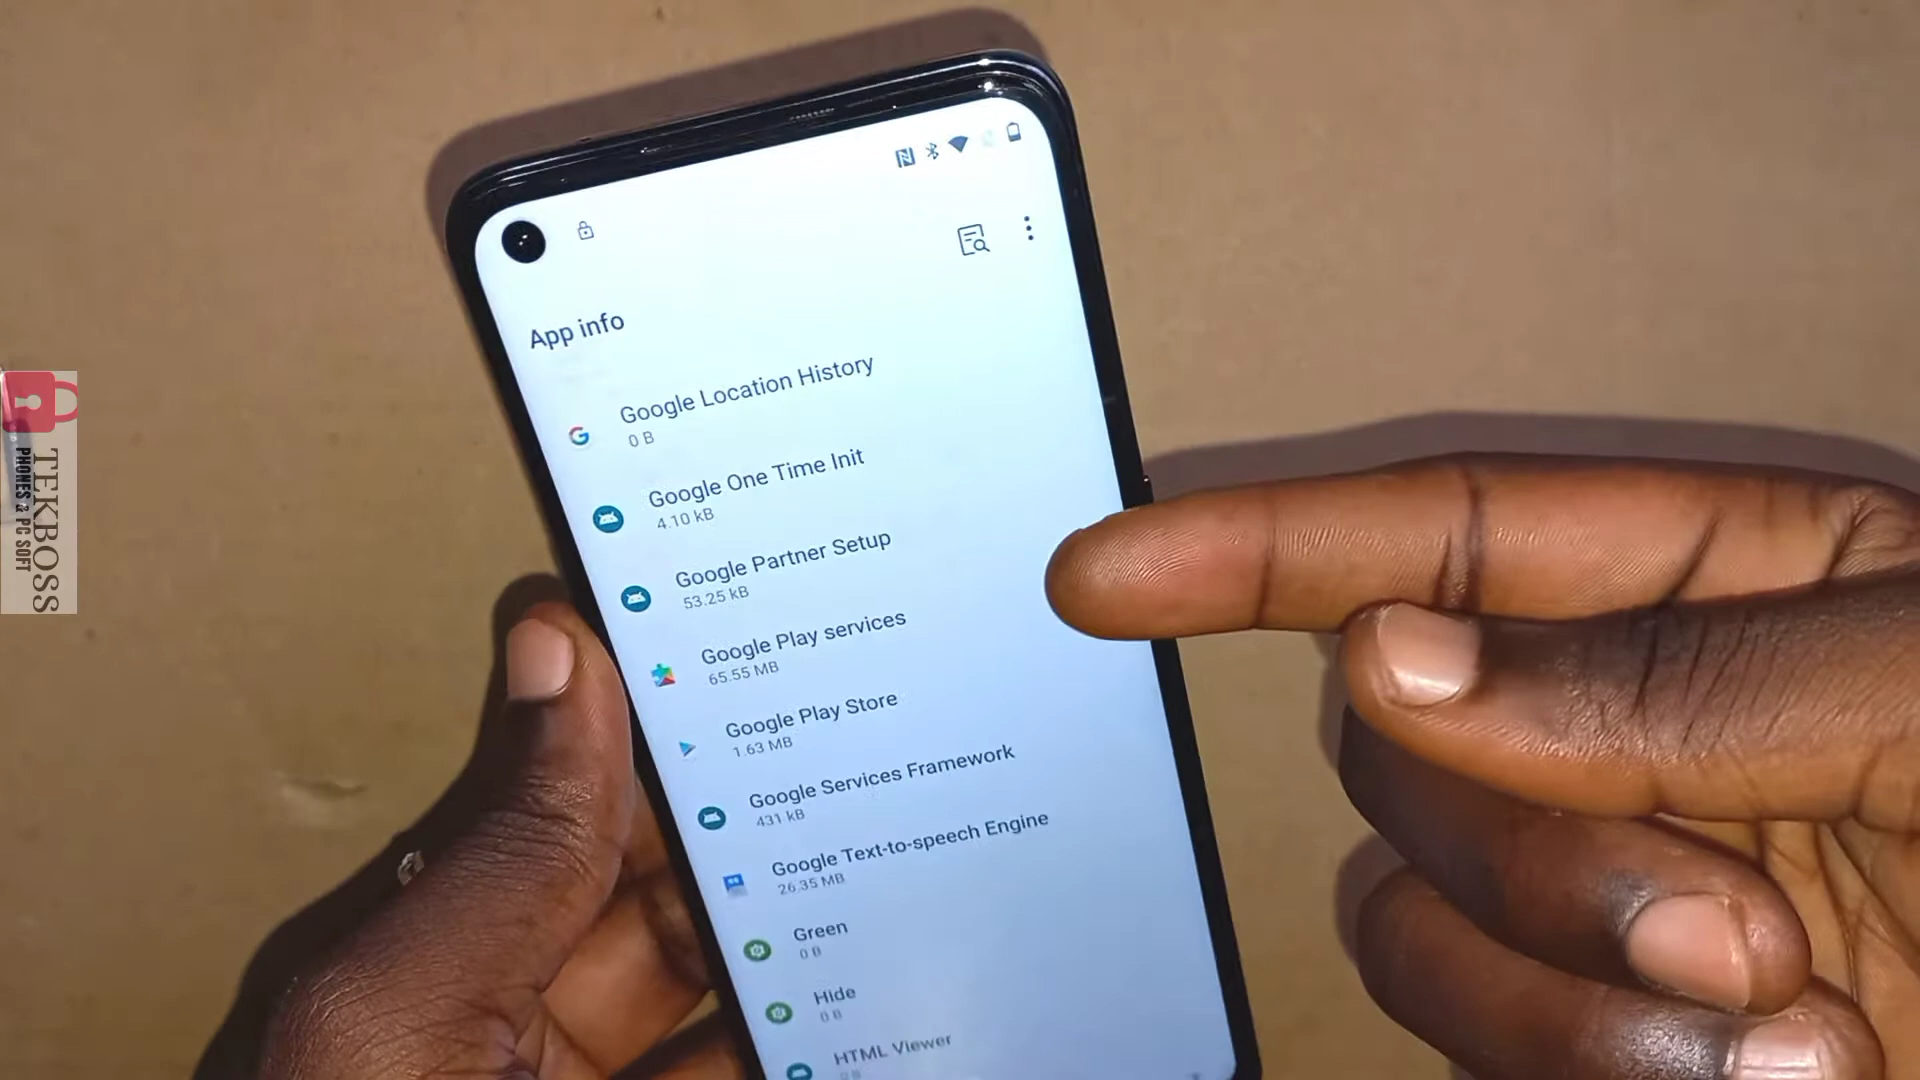 App info
Google Location History
0 B
Google One Time Init
4.10 kB
Google Partner Setup
53.25 kB
Google Play services
65.55 MB
Google Play Store
1.63 MB
Google Services Framework
431 kB
Google Text-to-speech Engine
26.35 MB
Green
0 B
Hide
0 B
HTML Viewer
0 B
TEKBOSS
PHONES & PC SOFT